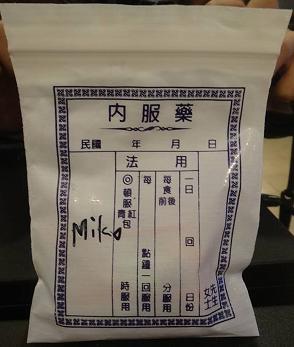 內服藥
民國 年 月 日
用法
一日 回 日份
每食前後 分服用
每 點鐘一回服用
◎頓服 紅青包 時服用
先生
女士
Miko